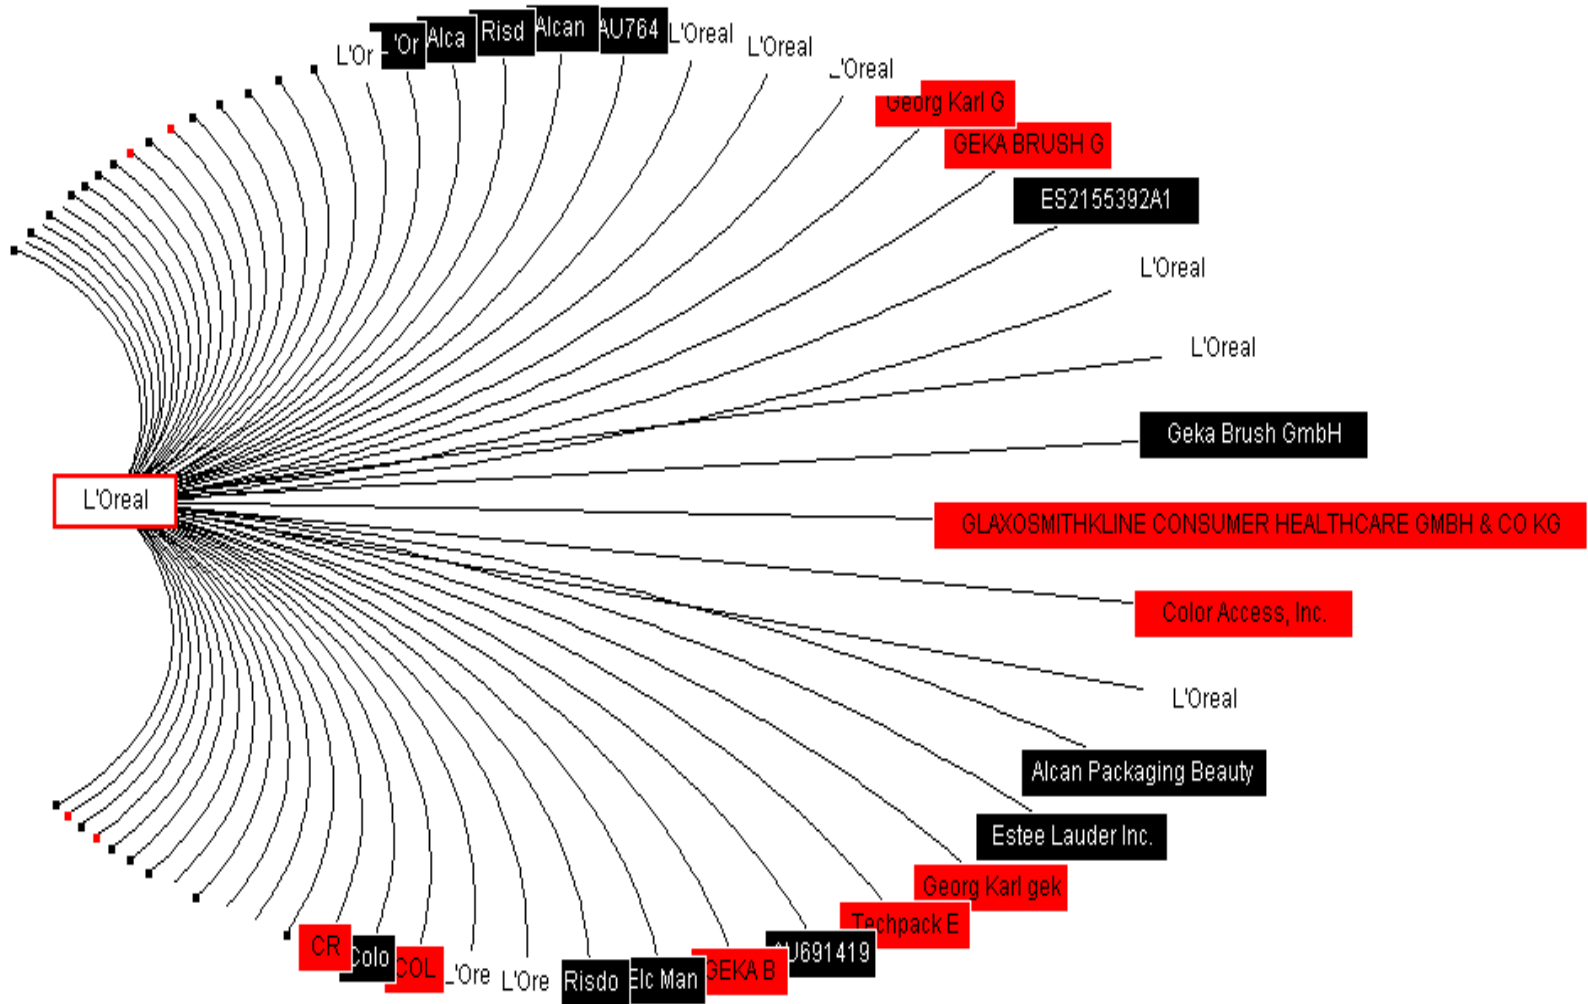 L'Or
'Or
Alca
Risd
Alcan
AU764
L'Oreal
L'Oreal
L'Oreal
Georg Karl G
GEKA BRUSH G
ES2155392A1
L'Oreal
L'Oreal
Geka Brush GmbH
L'Oreal
GLAXOSMITHKLINE CONSUMER HEALTHCARE GMBH & CO KG
Color Access, Inc.
L'Oreal
Alcan Packaging Beauty
Estee Lauder Inc.
Georg Karl gek
Techpack E
AU691419
GEKA B
Elc Man
Risdo
L'Ore
L'Ore
COL
Colo
CR